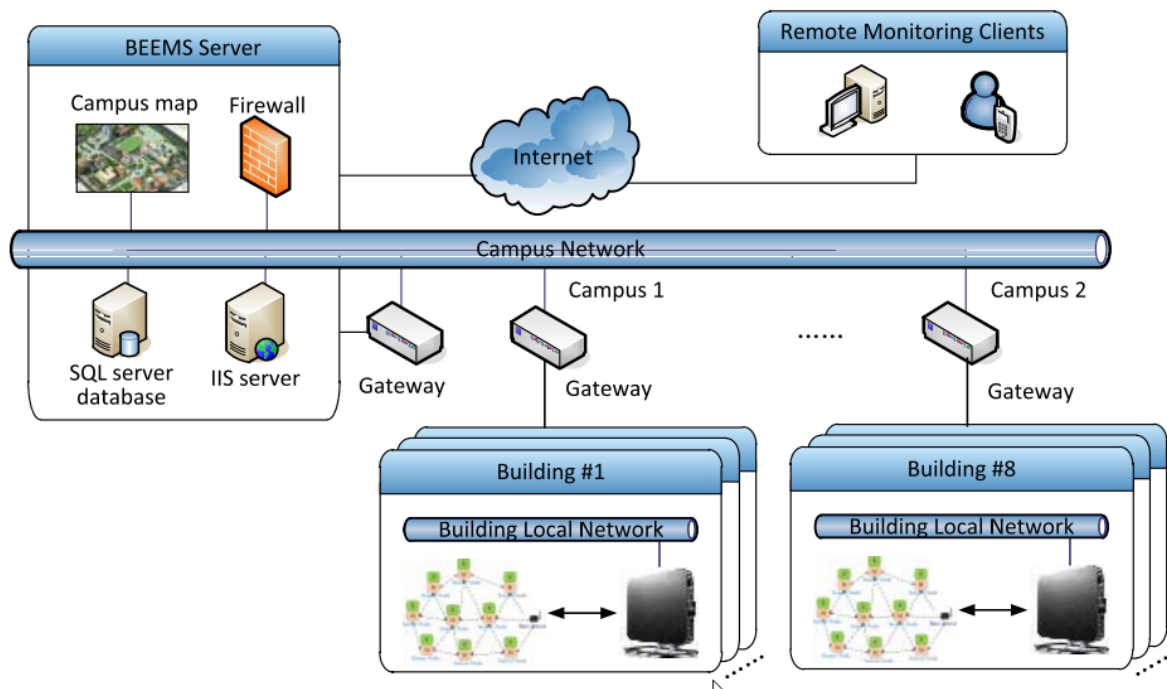 BEEMS Server
Campus map
Firewall
Internet
Remote Monitoring Clients
Campus Network
SQL server
database
IIS server
Gateway
Campus 1
Gateway
......
Campus 2
Gateway
Building #1
Building Local Network
......
Building #8
Building Local Network
......